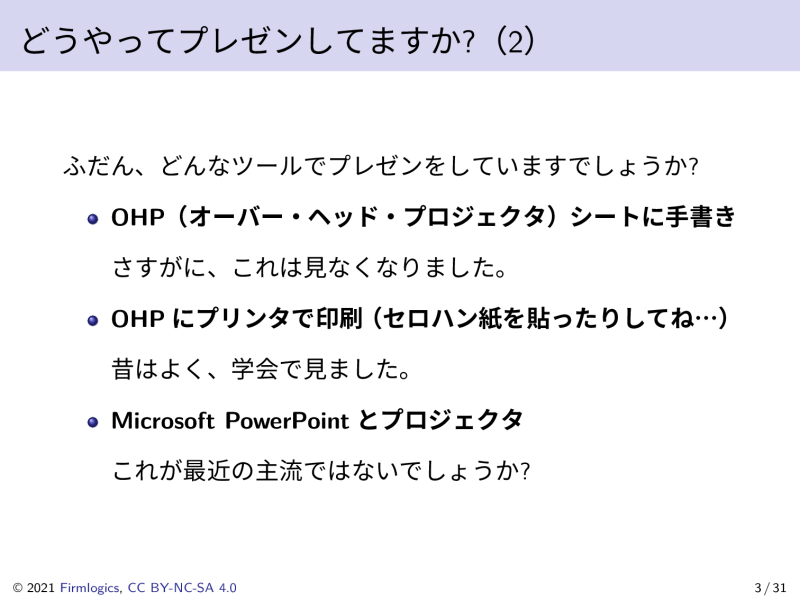 どうやってプレゼンしてますか?（2）
ふだん、どんなツールでプレゼンをしていますでしょうか?
OHP（オーバー・ヘッド・プロジェクタ）シートに手書き
さすがに、これは見なくなりました。
OHP にプリンタで印刷（セロハン紙を貼ったりしてね…）
昔はよく、学会で見ました。
Microsoft PowerPoint とプロジェクタ
これが最近の主流ではないでしょうか?
© 2021 Firmlogics, CC BY-NC-SA 4.0
3 / 31